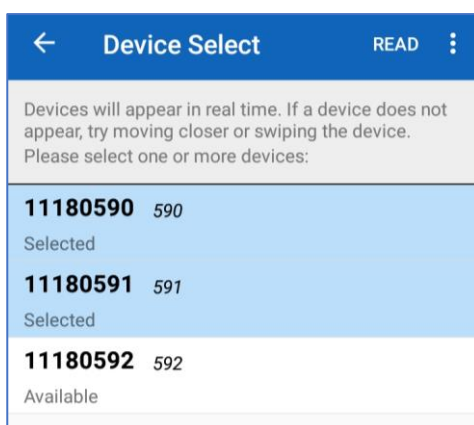 Device Select READ
Devices will appear in real time. If a device does not
appear, try moving closer or swiping the device.
Please select one or more devices:
11180590 590
Selected
11180591 591
Selected
11180592 592
Available